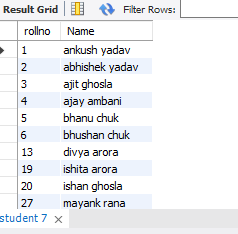 Result Grid Filter Rows:
rollno Name
1 ankush yadav
2 abhishek yadav
3 ajit ghosla
4 ajay ambani
5 bhanu chuk
6 bhushan chuk
13 divya arora
19 ishita arora
20 ishan ghosla
27 mayank rana
student 7 ×